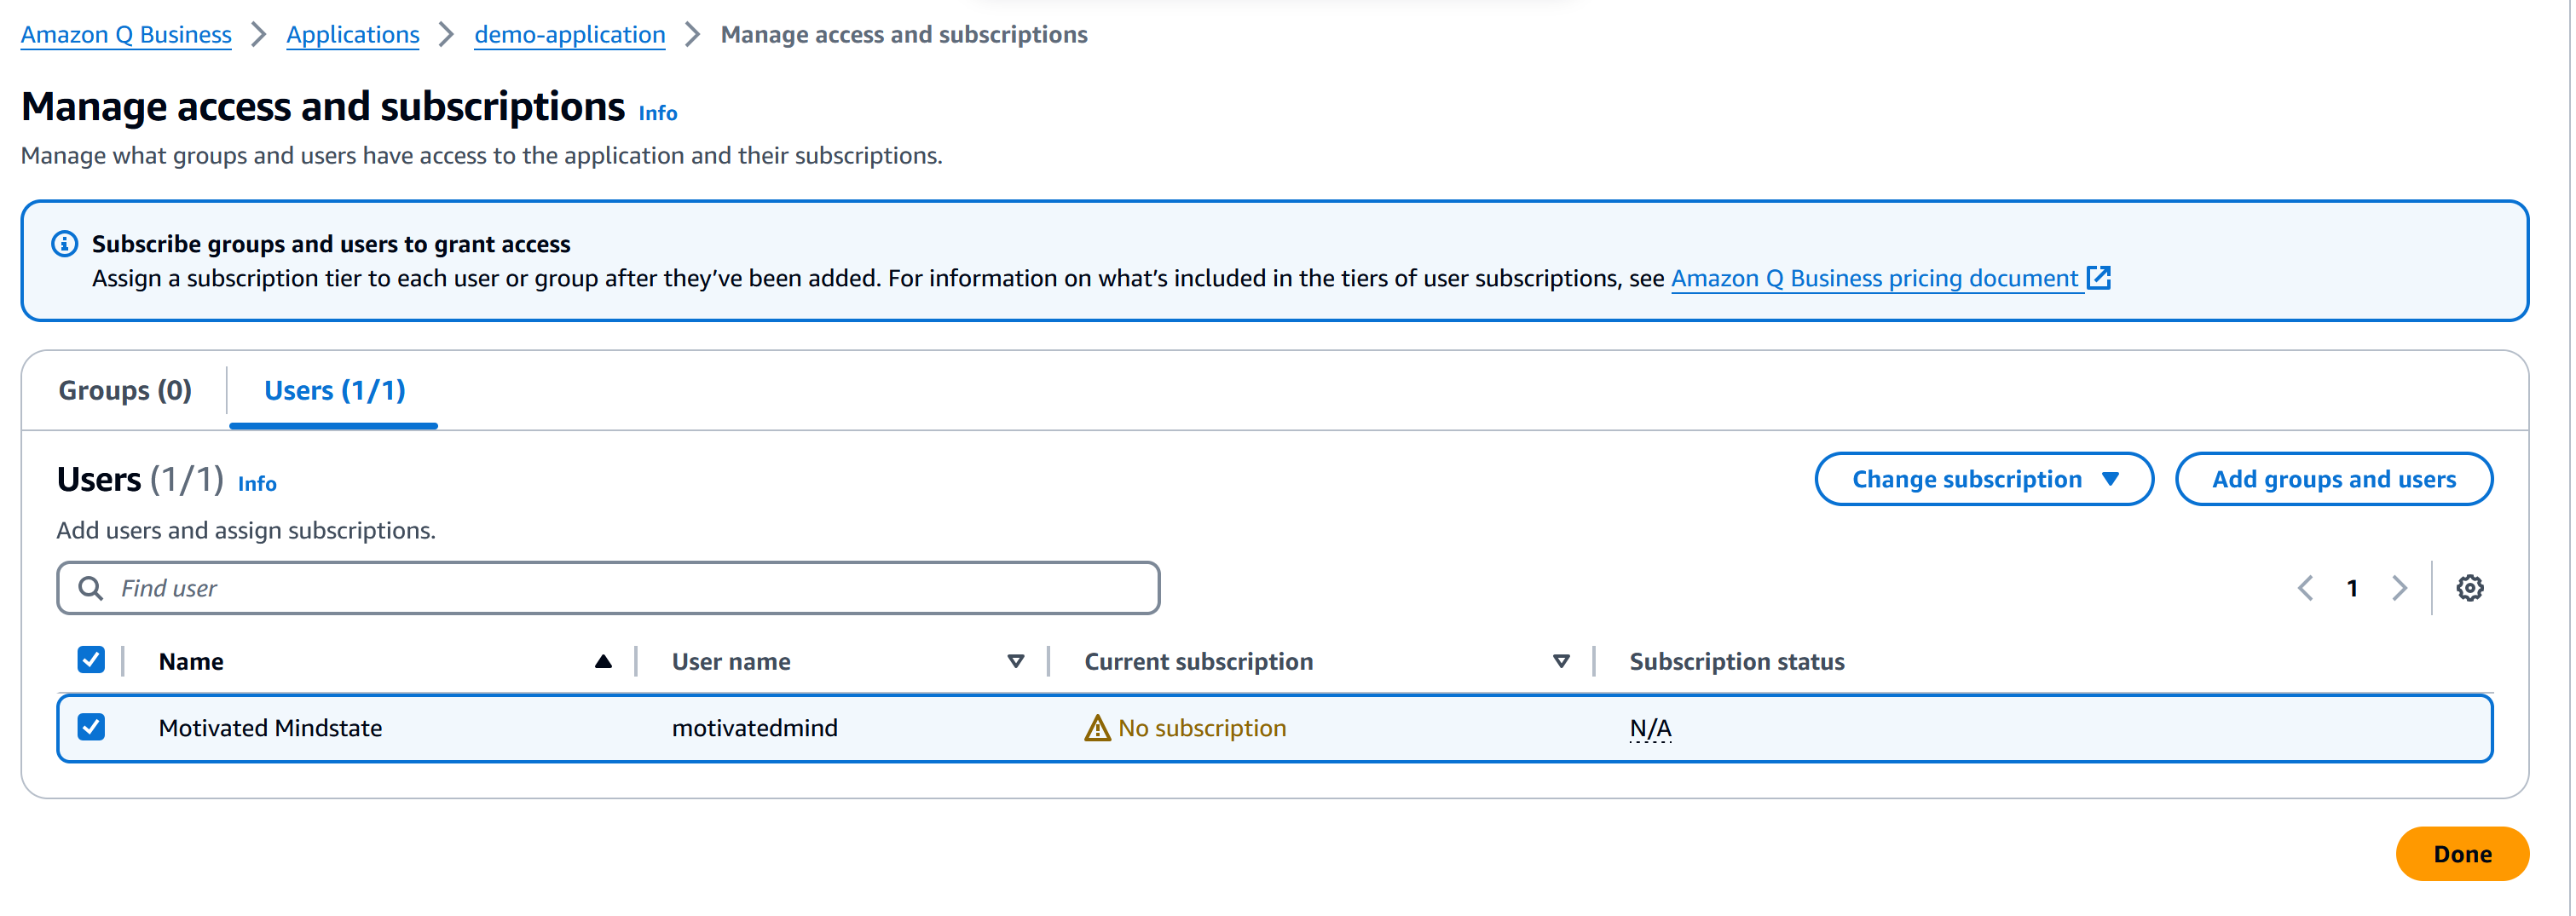 Amazon Q Business > Applications > demo-application > Manage access and subscriptions
Manage access and subscriptions Info
Manage what groups and users have access to the application and their subscriptions.
Subscribe groups and users to grant access
Assign a subscription tier to each user or group after they’ve been added. For information on what’s included in the tiers of user subscriptions, see Amazon Q Business pricing document
Groups (0) Users (1/1)
Users (1/1) Info Change subscription Add groups and users
Add users and assign subscriptions.
Find user 1
Name User name Current subscription Subscription status
Motivated Mindstate motivatedmind No subscription N/A
Done